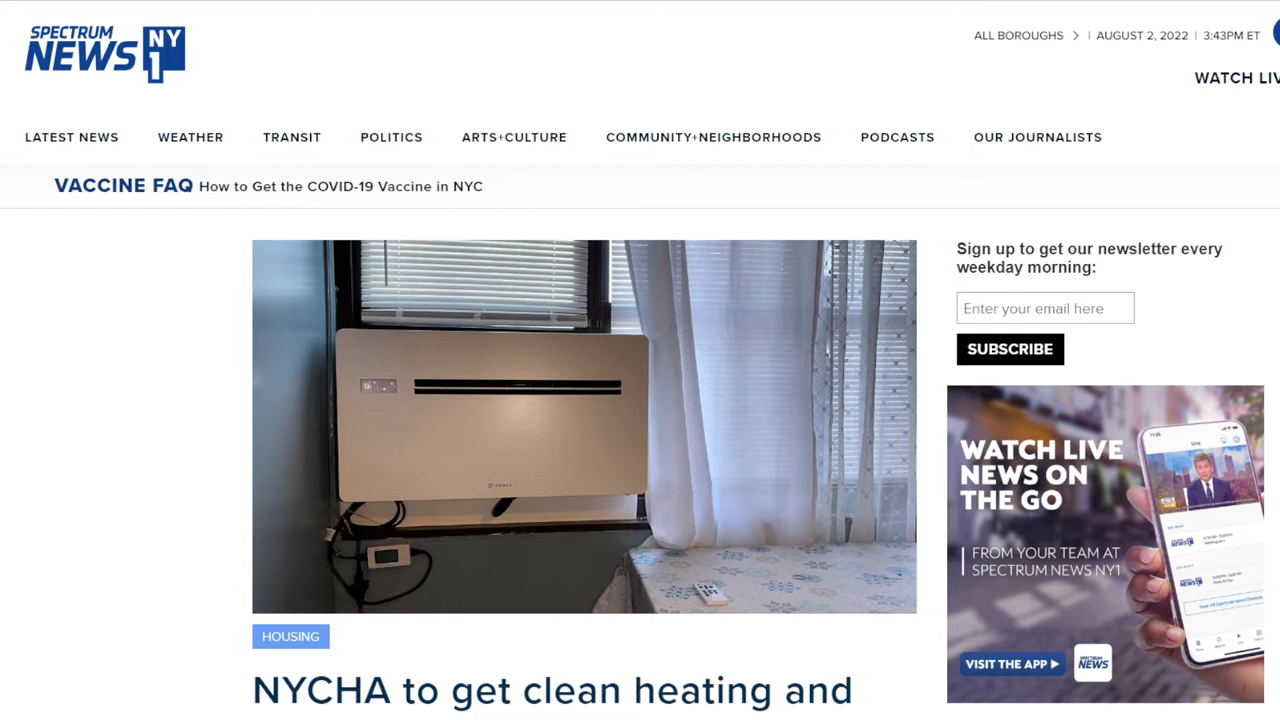 SPECTRUM
NEWS NY
1
ALL BOROUGHS > | AUGUST 2, 2022 | 3:43PM ET
WATCH LIV
LATEST NEWS WEATHER TRANSIT POLITICS ARTS+CULTURE COMMUNITY+NEIGHBORHOODS PODCASTS OUR JOURNALISTS
VACCINE FAQ How to Get the COVID-19 Vaccine in NYC
Sign up to get our newsletter every
weekday morning:
Enter your email here
SUBSCRIBE
WATCH LIVE
NEWS ON
THE GO
FROM YOUR TEAM AT
SPECTRUM NEWS NY1
VISIT THE APP
SPECTRUM
NEWS
Live
HOUSING
NYCHA to get clean heating and